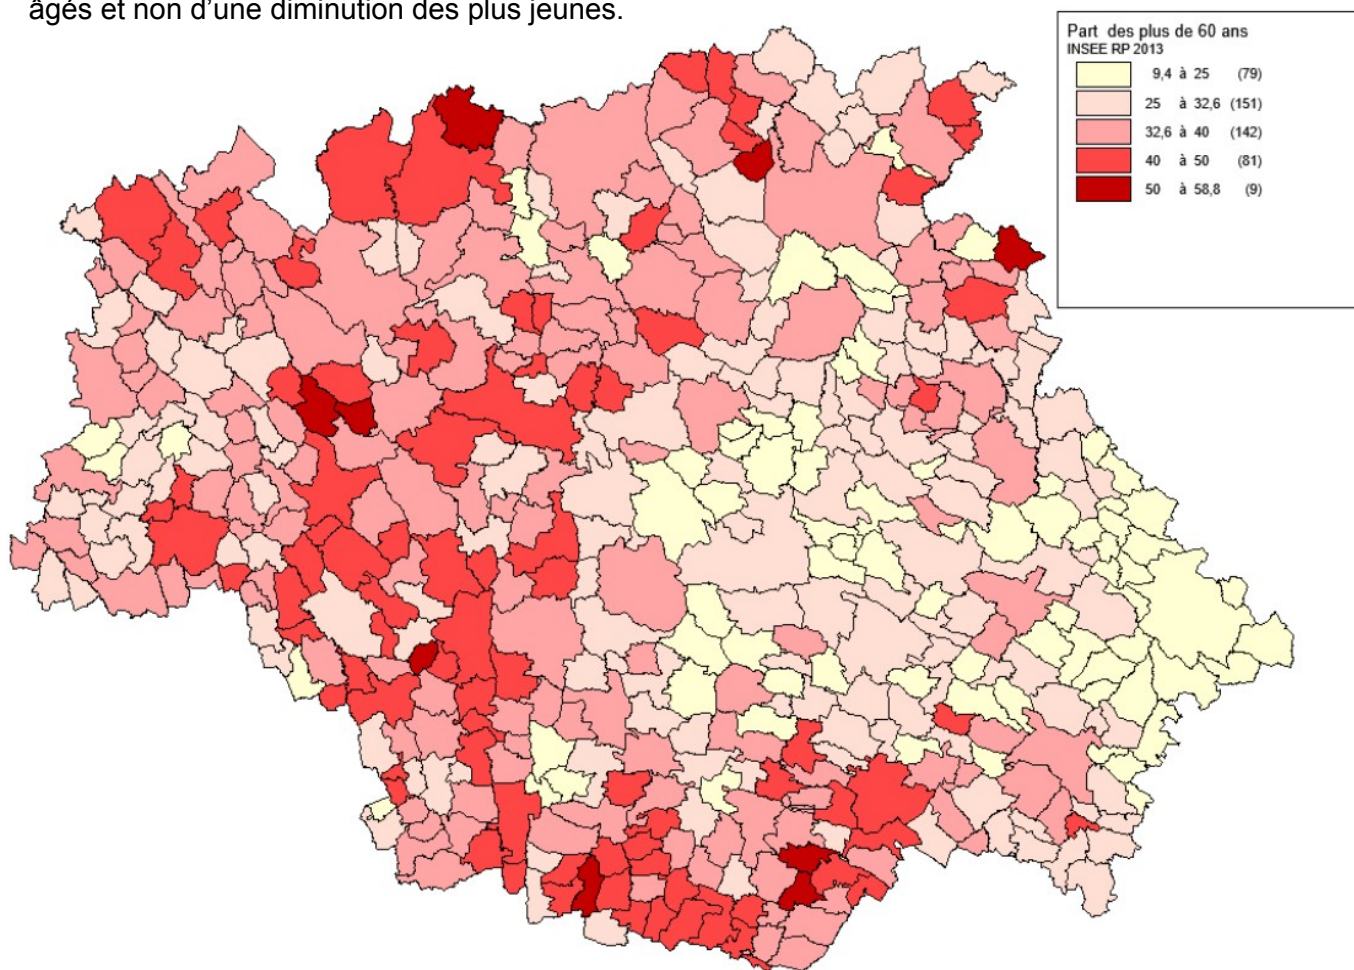 âgés et non d’une diminution des plus jeunes.
Part des plus de 60 ans
INSEE RP 2013
9,4 à 25 (79)
25 à 32,6 (151)
32,6 à 40 (142)
40 à 50 (81)
50 à 58,8 (9)